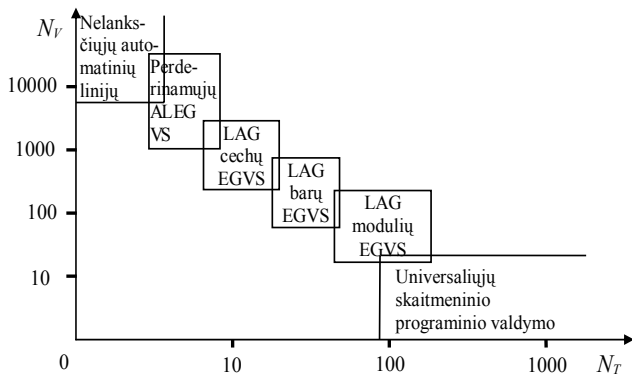 N_V
Nelanks-
čiųjų auto-
matinių
linijų
Perde-
rinamųjų
ALEG
VS
LAG
cechų
EGVS
LAG
barų
EGVS
LAG
modulių
EGVS
Universaliųjų
skaitmeninio
programinio valdymo
10000
1000
100
10
0
10
100
1000
N_T